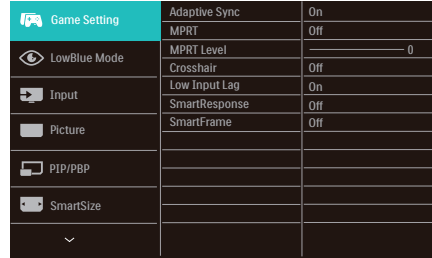 Game Setting
LowBlue Mode
Input
Picture
PIP/PBP
SmartSize
Adaptive Sync On
MPRT Off
MPRT Level 0
Crosshair Off
Low Input Lag On
SmartResponse Off
SmartFrame Off